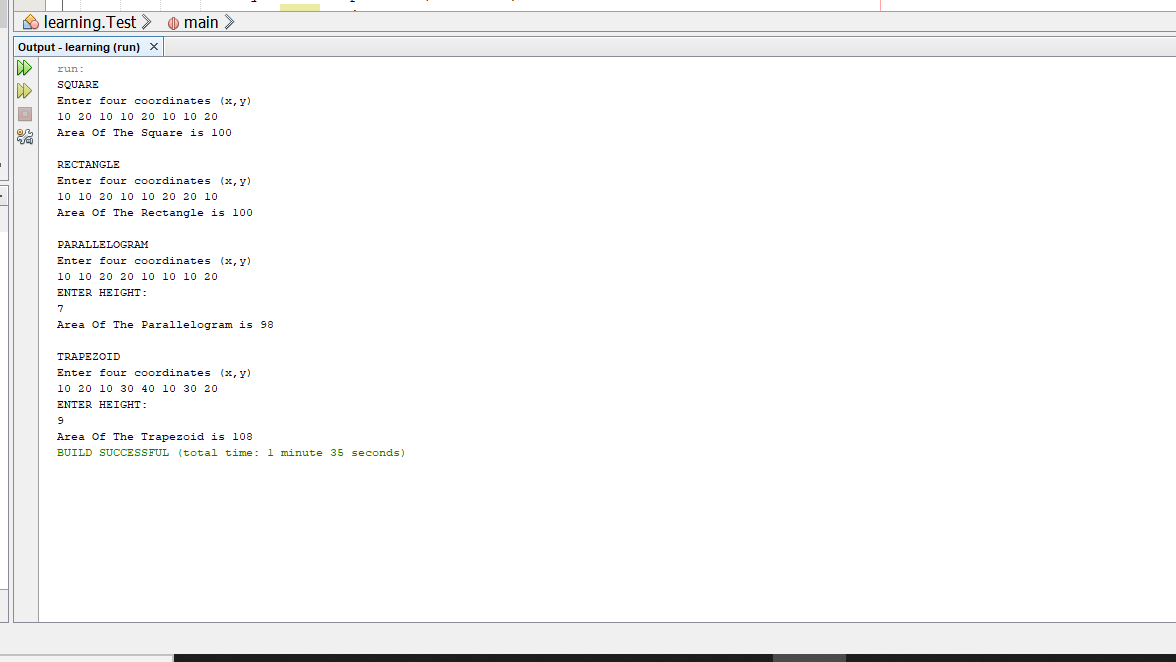 learning.Test main
Output - learning (run)
run:
SQUARE
Enter four coordinates (x,y)
10 20 10 10 20 10 10 20
Area Of The Square is 100
RECTANGLE
Enter four coordinates (x,y)
10 10 20 10 10 20 20 10
Area Of The Rectangle is 100
PARALLELOGRAM
Enter four coordinates (x,y)
10 10 20 20 10 10 10 20
ENTER HEIGHT:
7
Area Of The Parallelogram is 98
TRAPEZOID
Enter four coordinates (x,y)
10 20 10 30 40 10 30 20
ENTER HEIGHT:
9
Area Of The Trapezoid is 108
BUILD SUCCESSFUL (total time: 1 minute 35 seconds)